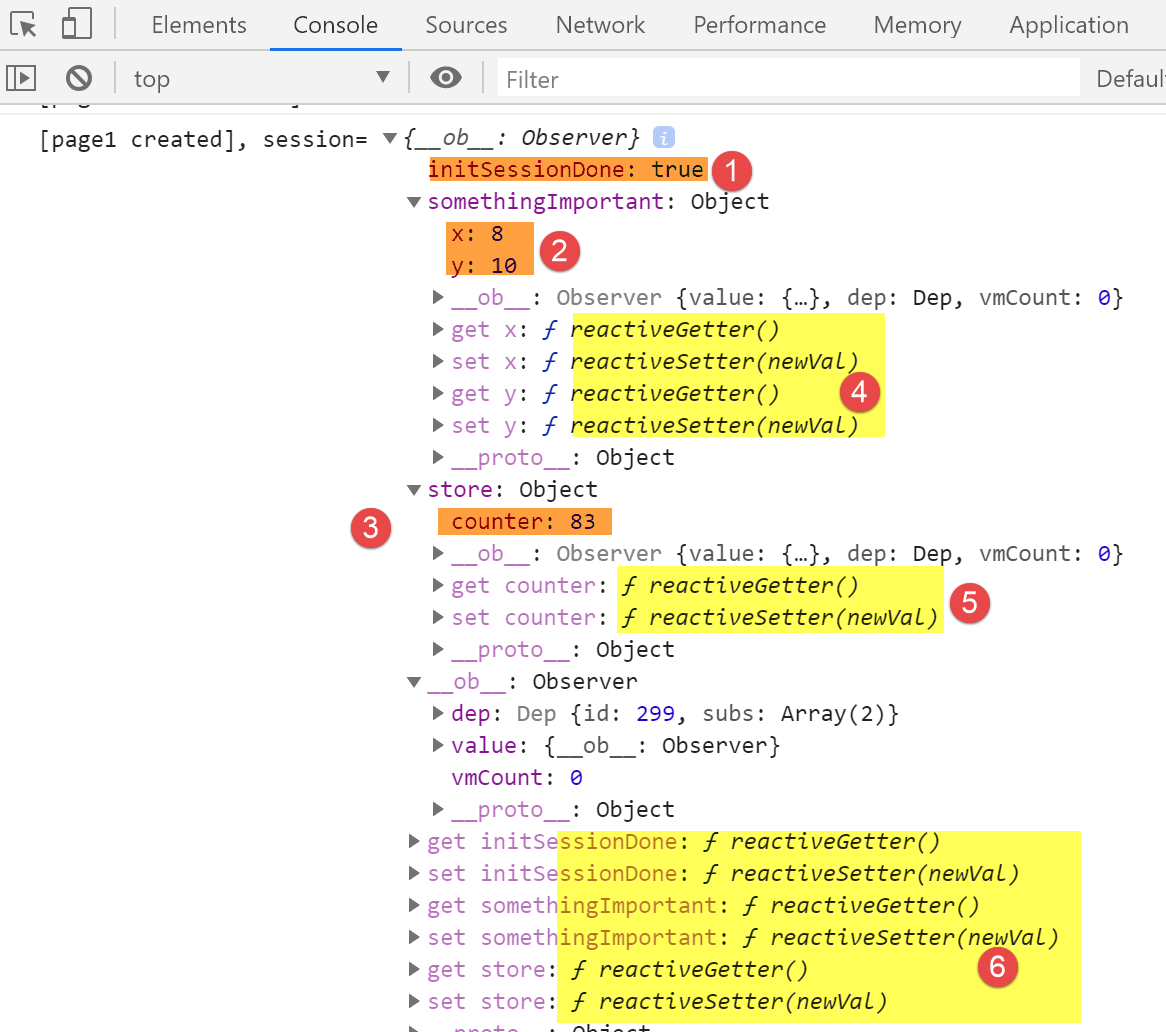 Elements Console Sources Network Performance Memory Application
top Filter Defaul
[page1 created], session= ▼{__ob__: Observer} i
initSessionDone: true 1
▼somethingImportant: Object
x: 8
2
y: 10
▶__ob__: Observer {value: {…}, dep: Dep, vmCount: 0}
▶get x: ƒ reactiveGetter()
▶set x: ƒ reactiveSetter(newVal)
▶get y: ƒ reactiveGetter() 4
▶set y: ƒ reactiveSetter(newVal)
▶__proto__: Object
▼store: Object
3 counter: 83
▶__ob__: Observer {value: {…}, dep: Dep, vmCount: 0}
▶get counter: ƒ reactiveGetter() 5
▶set counter: ƒ reactiveSetter(newVal)
▶__proto__: Object
▼__ob__: Observer
▶dep: Dep {id: 299, subs: Array(2)}
▶value: {__ob__: Observer}
vmCount: 0
▶__proto__: Object
▶get initSessionDone: ƒ reactiveGetter()
▶set initSessionDone: ƒ reactiveSetter(newVal)
▶get somethingImportant: ƒ reactiveGetter()
▶set somethingImportant: ƒ reactiveSetter(newVal)
▶get store: ƒ reactiveGetter() 6
▶set store: ƒ reactiveSetter(newVal)
▶__proto__: Object